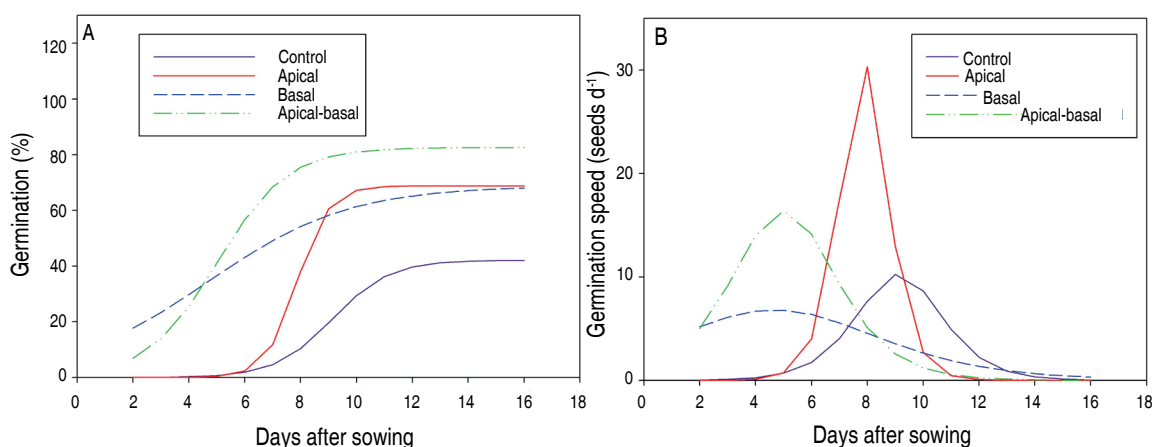 A
Control
Apical
Basal
Apical-basal
Germination (%)
120
100
80
60
40
20
0
0 2 4 6 8 10 12 14 16 18
Days after sowing
B
Control
Apical
Basal
Apical-basal
Germination speed (seeds d⁻¹)
30
20
10
0
0 2 4 6 8 10 12 14 16 18
Days after sowing